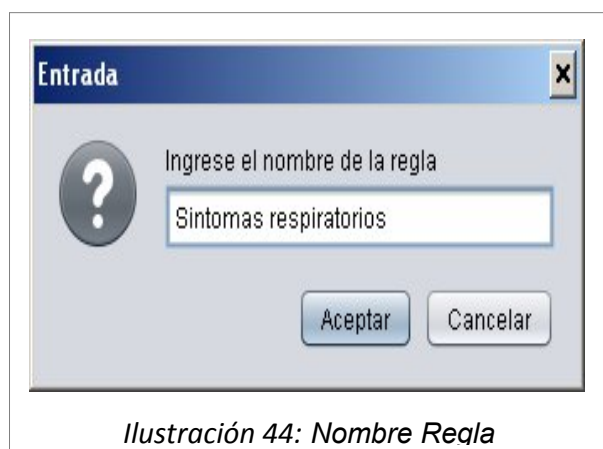 Entrada
Ingrese el nombre de la regla
Sintomas respiratorios
Aceptar Cancelar
Ilustración 44: Nombre Regla